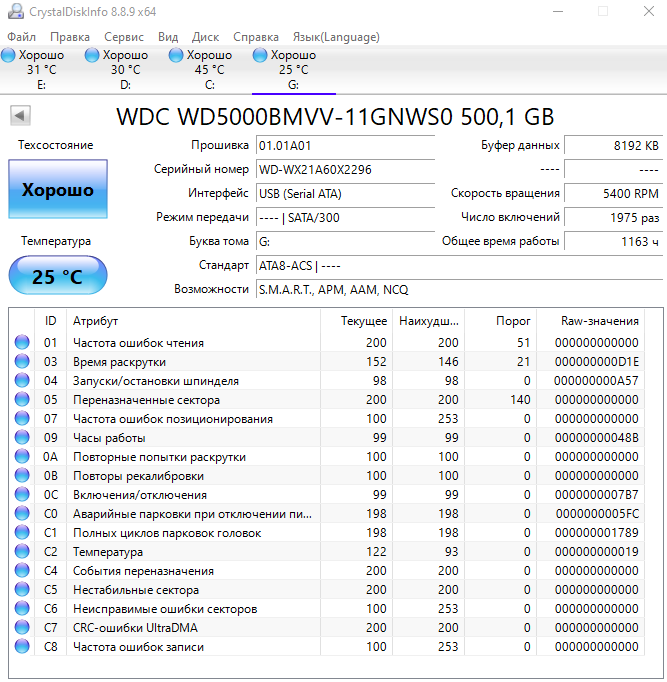 CrystalDiskInfo 8.8.9 x64
Файл Правка Сервис Вид Диск Справка Язык(Language)
Хорошо Хорошо Хорошо Хорошо
31 °C 30 °C 45 °C 25 °C
E: D: C: G:
WDC WD5000BMVV-11GNWS0 500,1 GB
Техсостояние Прошивка 01.01A01 Буфер данных 8192 KB
Хорошо Серийный номер WD-WX21A60X2296 ---- ----
Интерфейс USB (Serial ATA) Скорость вращения 5400 RPM
Режим передачи ---- | SATA/300 Число включений 1975 раз
Температура Буква тома G: Общее время работы 1163 ч
25 °C Стандарт ATA8-ACS | ----
Возможности S.M.A.R.T., APM, AAM, NCQ
ID Атрибут Текущее Наихудш... Порог Raw-значения
01 Частота ошибок чтения 200 200 51 000000000000
03 Время раскрутки 152 146 21 000000000D1E
04 Запуски/остановки шпинделя 98 98 0 000000000A57
05 Переназначенные сектора 200 200 140 000000000000
07 Частота ошибок позиционирования 100 253 0 000000000000
09 Часы работы 99 99 0 00000000048B
0A Повторные попытки раскрутки 100 100 0 000000000000
0B Повторы рекалибровки 100 100 0 000000000000
0C Включения/отключения 99 99 0 0000000007B7
C0 Аварийные парковки при отключении пи... 198 198 0 0000000005FC
C1 Полных циклов парковок головок 198 198 0 000000001789
C2 Температура 122 93 0 000000000019
C4 События переназначения 200 200 0 000000000000
C5 Нестабильные сектора 200 200 0 000000000000
C6 Неисправимые ошибки секторов 100 253 0 000000000000
C7 CRC-ошибки UltraDMA 200 200 0 000000000000
C8 Частота ошибок записи 100 253 0 000000000000